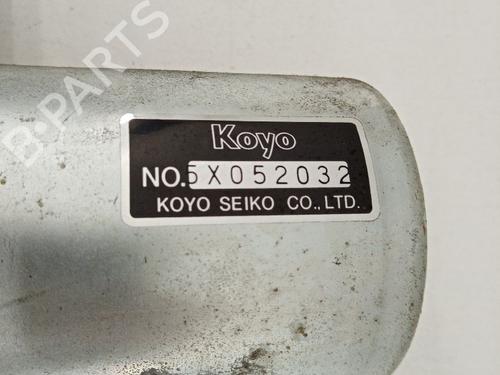 B-PARTS
Koyo
NO. 5X052032
KOYO SEIKO CO., LTD.